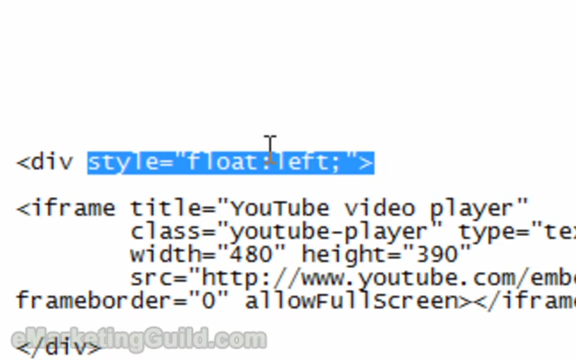 <div style="float:left;">
<iframe title="YouTube video player"
class="youtube-player" type="tex
width="480" height="390"
src="http://www.youtube.com/embe
frameborder="0" allowFullScreen></iframe
eMarketingGuild.com
</div>